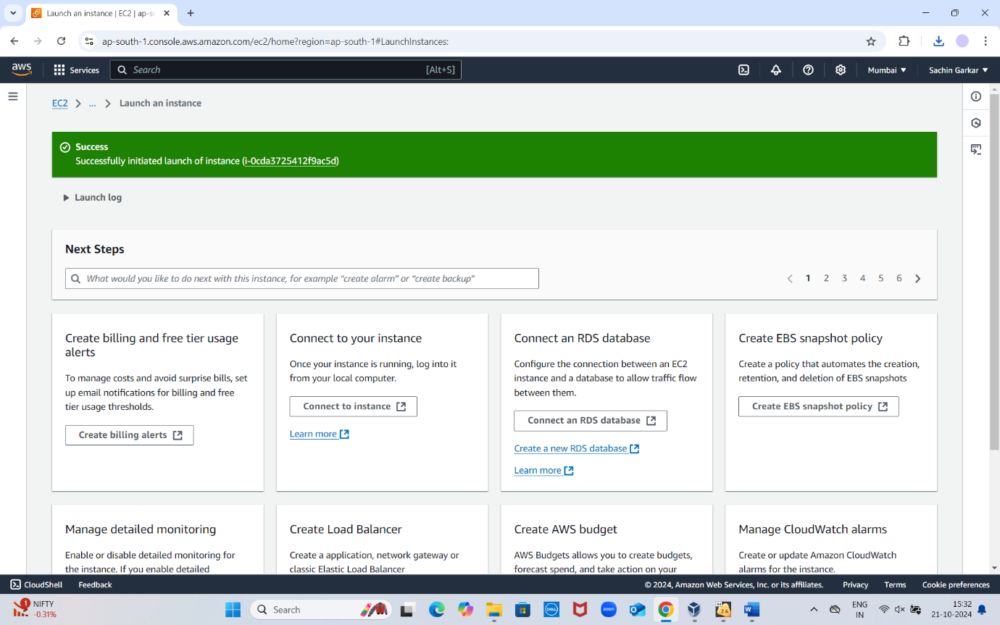 Launch an instance | EC2 | ap-so
ap-south-1.console.aws.amazon.com/ec2/home?region=ap-south-1#LaunchInstances:
aws
Services
Search
[Alt+S]
Mumbai
Sachin Garkar
EC2
...
Launch an instance
Success
Successfully initiated launch of instance (i-0cda3725412f9ac5d)
Launch log
Next Steps
What would you like to do next with this instance, for example “create alarm” or “create backup”
1 2 3 4 5 6
Create billing and free tier usage
alerts
To manage costs and avoid surprise bills, set
up email notifications for billing and free
tier usage thresholds.
Create billing alerts
Connect to your instance
Once your instance is running, log into it
from your local computer.
Connect to instance
Learn more
Connect an RDS database
Configure the connection between an EC2
instance and a database to allow traffic flow
between them.
Connect an RDS database
Create a new RDS database
Learn more
Create EBS snapshot policy
Create a policy that automates the creation,
retention, and deletion of EBS snapshots
Create EBS snapshot policy
Manage detailed monitoring
Enable or disable detailed monitoring for
the instance. If you enable detailed
Create Load Balancer
Create a application, network gateway or
classic Elastic Load Balancer
Create AWS budget
AWS Budgets allows you to create budgets,
forecast spend, and take action on your
Manage CloudWatch alarms
Create or update Amazon CloudWatch
alarms for the instance.
CloudShell
Feedback
© 2024, Amazon Web Services, Inc. or its affiliates.
Privacy
Terms
Cookie preferences
1
NIFTY
-0.31%
Search
DELL
zoom
2.6
W
ENG
IN
15:32
21-10-2024